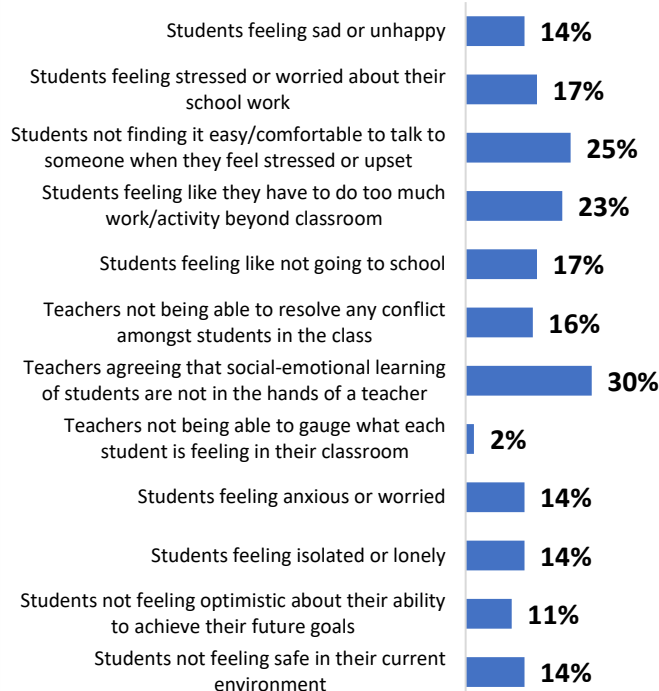 Students feeling sad or unhappy
14%
Students feeling stressed or worried about their
school work
17%
Students not finding it easy/comfortable to talk to
someone when they feel stressed or upset
25%
Students feeling like they have to do too much
work/activity beyond classroom
23%
Students feeling like not going to school
17%
Teachers not being able to resolve any conflict
amongst students in the class
16%
Teachers agreeing that social-emotional learning
of students are not in the hands of a teacher
30%
Teachers not being able to gauge what each
student is feeling in their classroom
2%
Students feeling anxious or worried
14%
Students feeling isolated or lonely
14%
Students not feeling optimistic about their ability
to achieve their future goals
11%
Students not feeling safe in their current
environment
14%